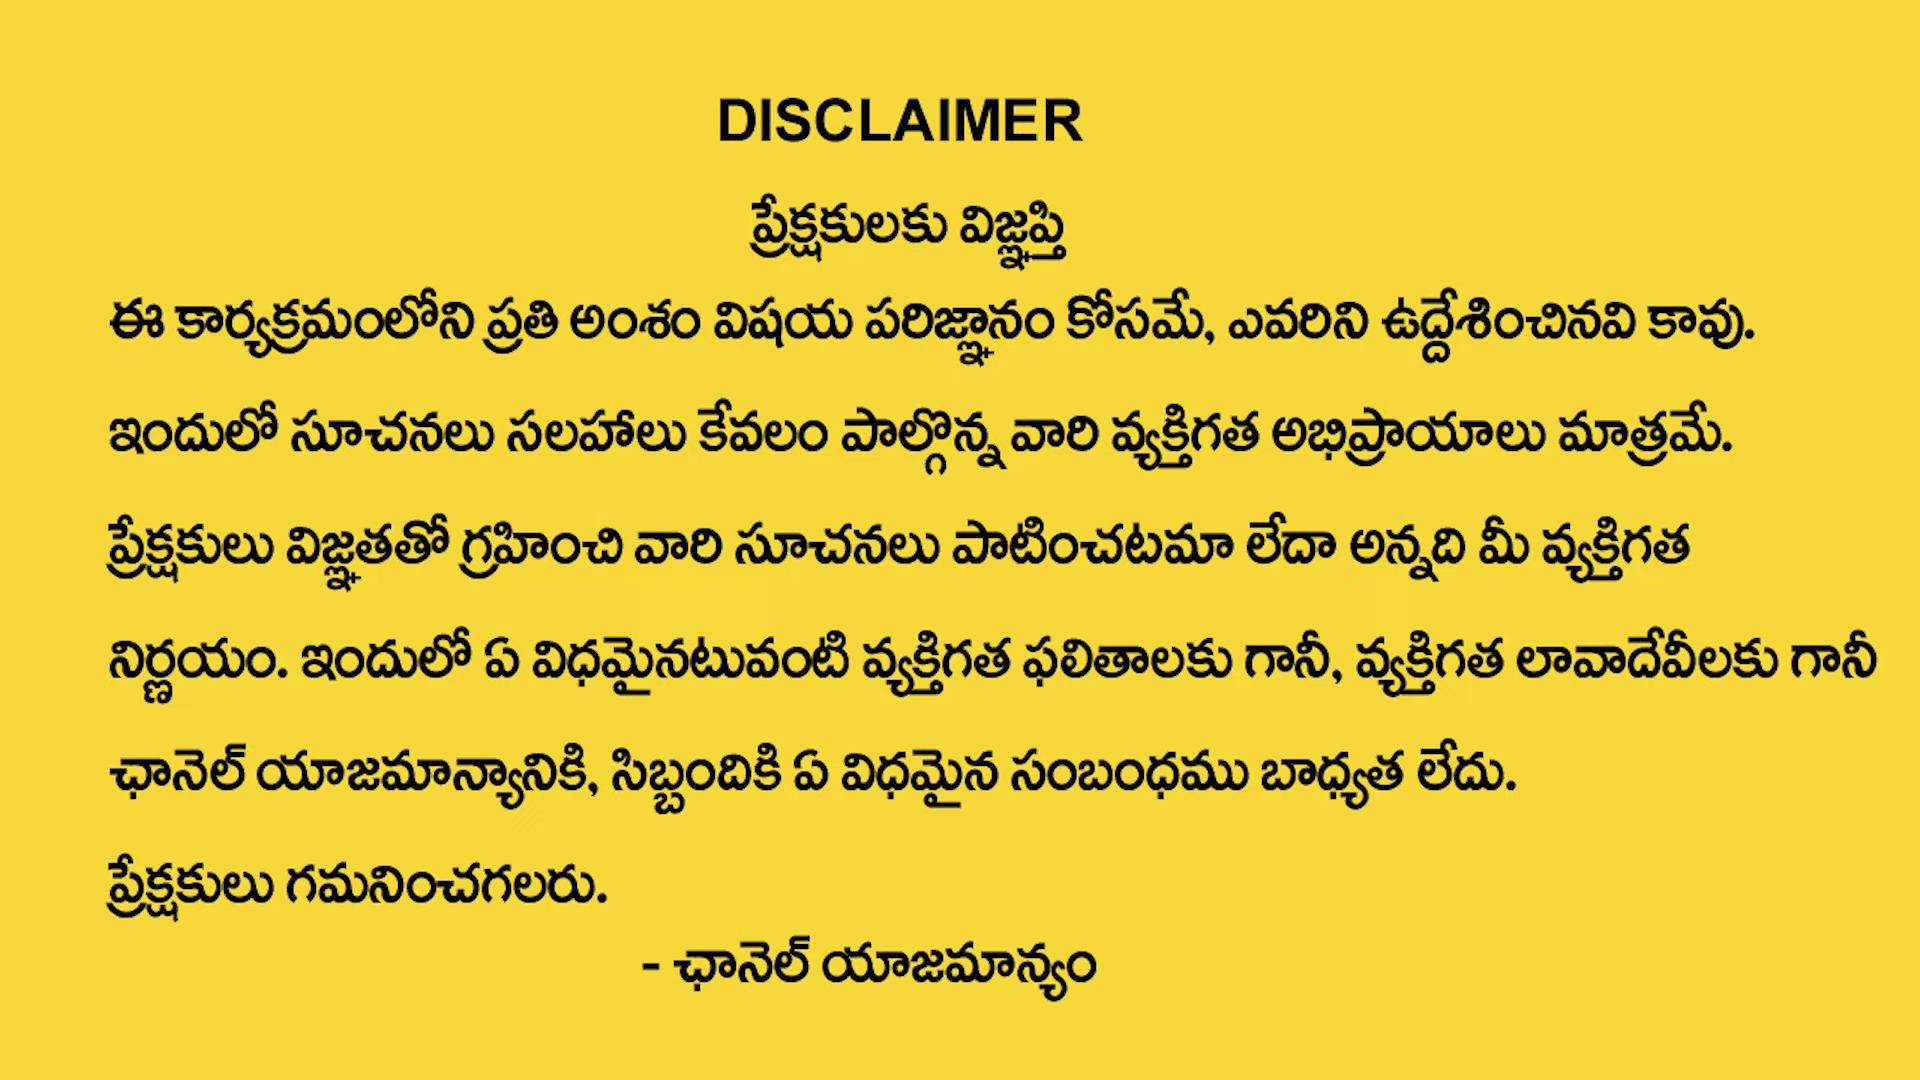 DISCLAIMER
ప్రేక్షకులకు విజ్ఞప్తి
ఈ కార్యక్రమంలోని ప్రతి అంశం విషయ పరిజ్ఞానం కోసమే, ఎవరిని ఉద్దేశించినవి కావు.
ఇందులో సూచనలు సలహాలు కేవలం పాల్గొన్న వారి వ్యక్తిగత అభిప్రాయాలు మాత్రమే.
ప్రేక్షకులు విజ్ఞతతో గ్రహించి వారి సూచనలు పాటించటమా లేదా అన్నది మీ వ్యక్తిగత
నిర్ణయం. ఇందులో ఏ విధమైనటువంటి వ్యక్తిగత ఫలితాలకు గానీ, వ్యక్తిగత లావాదేవీలకు గానీ
ఛానెల్ యాజమాన్యానికి, సిబ్బందికి ఏ విధమైన సంబంధము బాధ్యత లేదు.
ప్రేక్షకులు గమనించగలరు.
- ఛానెల్ యాజమాన్యం